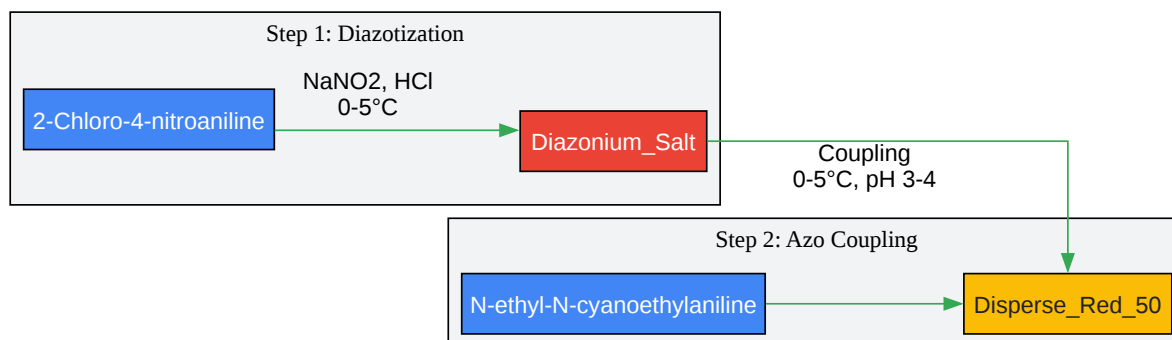 Step 1: Diazotization
NaNO2, HCl
0-5°C
2-Chloro-4-nitroaniline
Diazonium_Salt
Coupling
0-5°C, pH 3-4
Step 2: Azo Coupling
N-ethyl-N-cyanoethylaniline
Disperse_Red_50